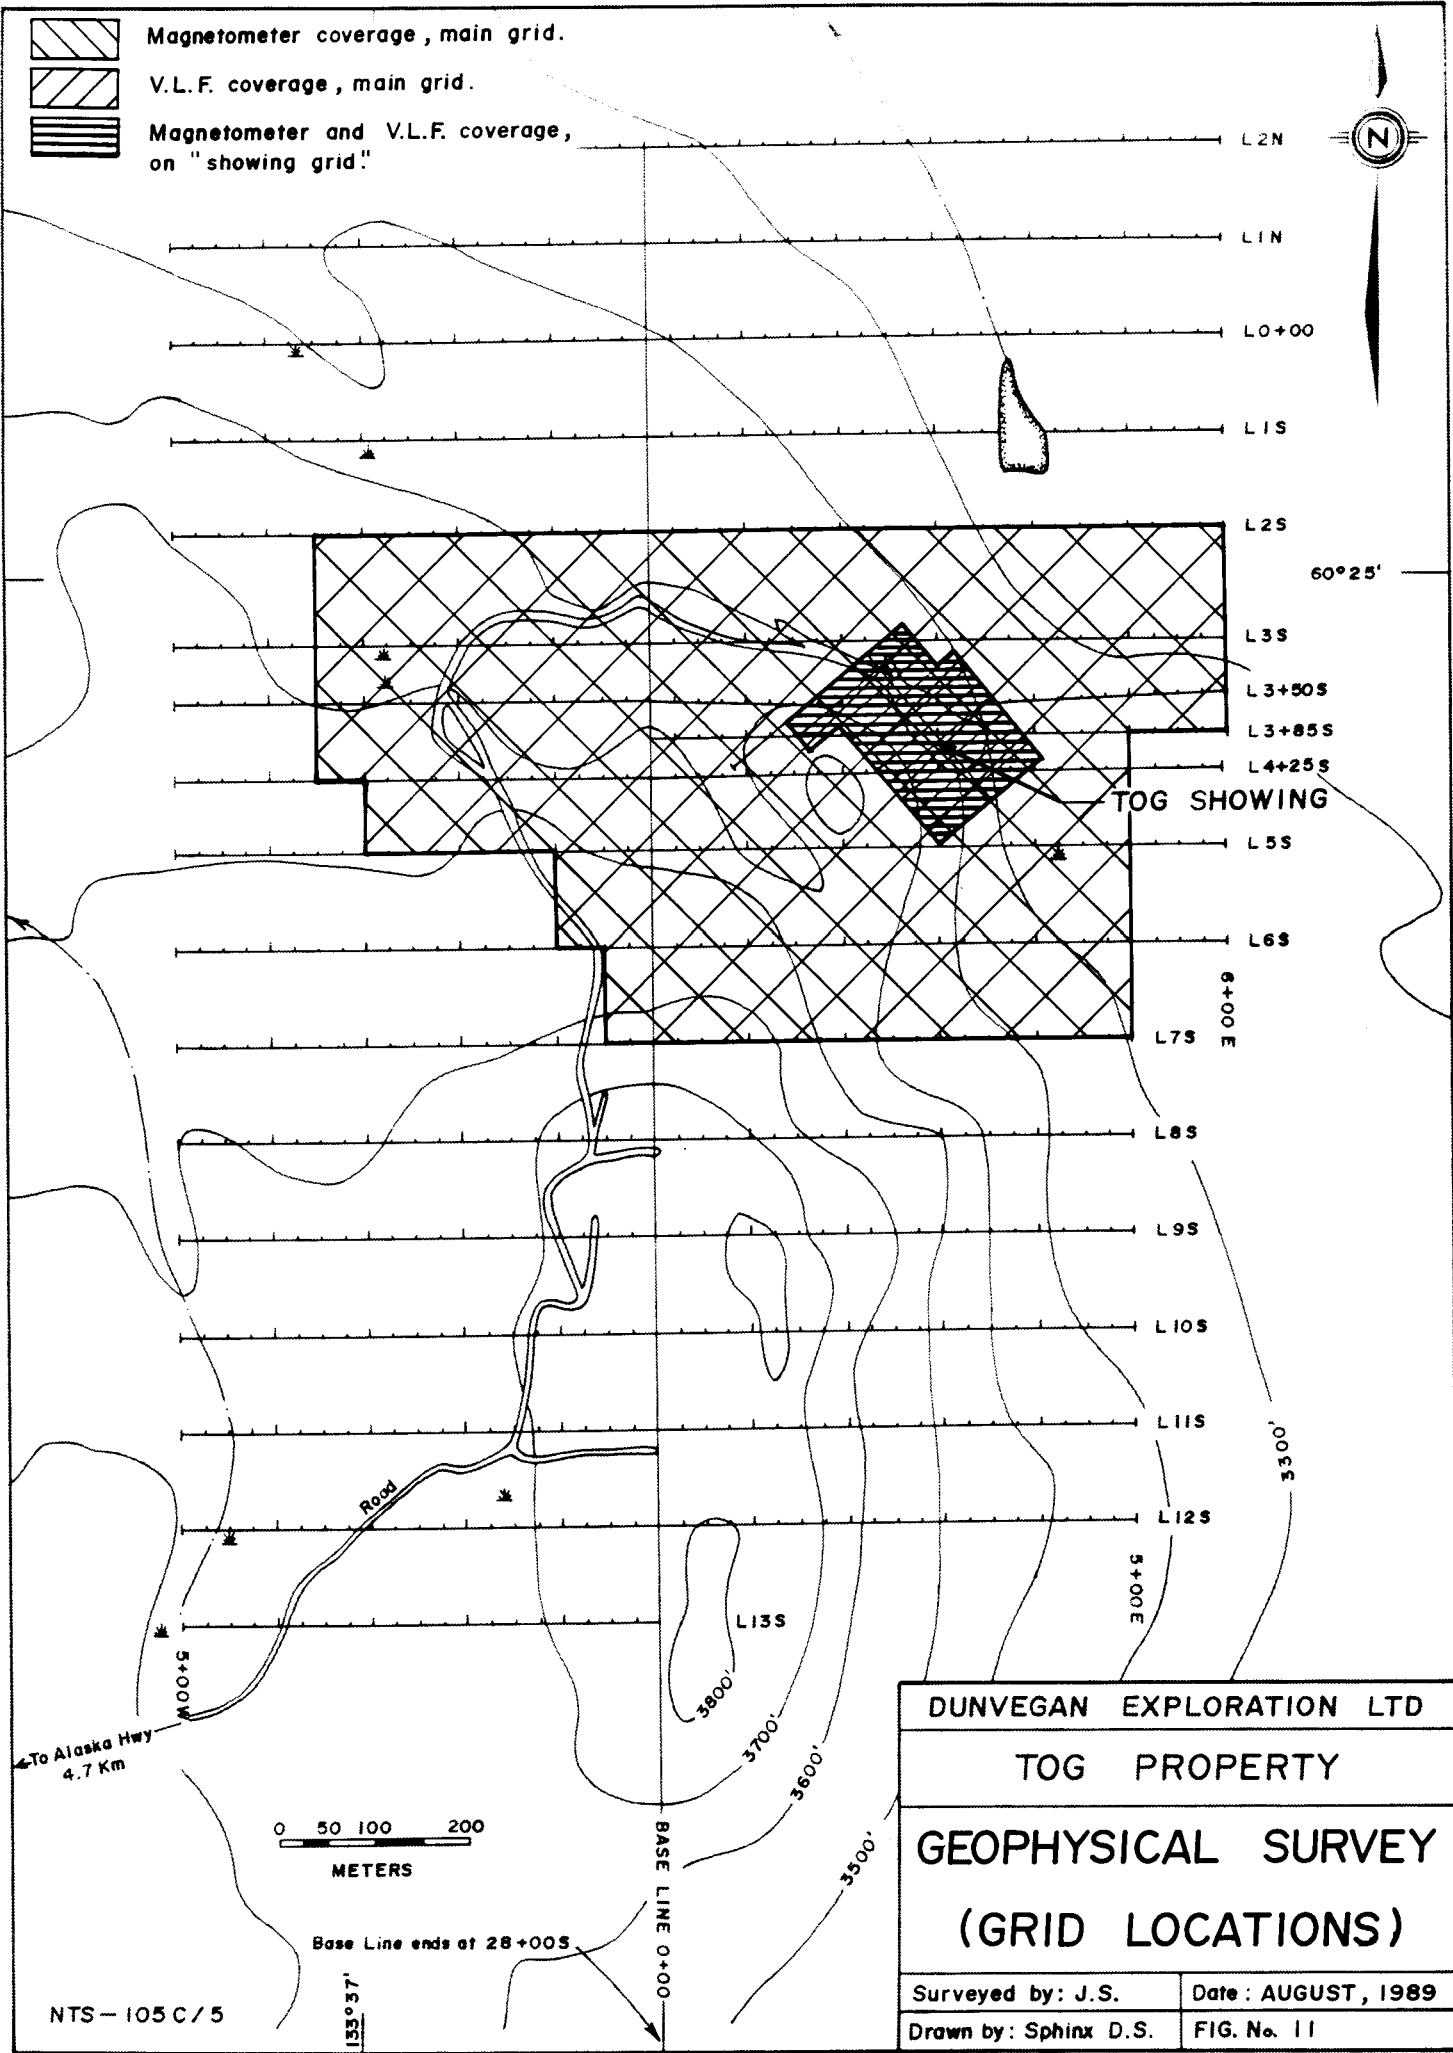 Magnetometer coverage, main grid.
V.L.F. coverage, main grid.
Magnetometer and V.L.F. coverage,
on "showing grid."
N
L2N
L1N
L0+00
L1S
L2S
60°25'
L3S
L3+50S
L3+85S
L4+25S
TOG SHOWING
L5S
L6S
6+00E
L7S
L8S
L9S
L10S
L11S
3300'
Road
L12S
5+00E
L13S
5+00W
3800'
3700'
3600'
3500'
To Alaska Hwy
4.7 Km
0 50 100 200
METERS
BASE LINE 0+00
Base Line ends at 28+00S
133°37'
NTS-105C/5
DUNVEGAN EXPLORATION LTD
TOG PROPERTY
GEOPHYSICAL SURVEY
(GRID LOCATIONS)
Surveyed by: J.S.
Date: AUGUST, 1989
Drawn by: Sphinx D.S.
FIG. No. 11